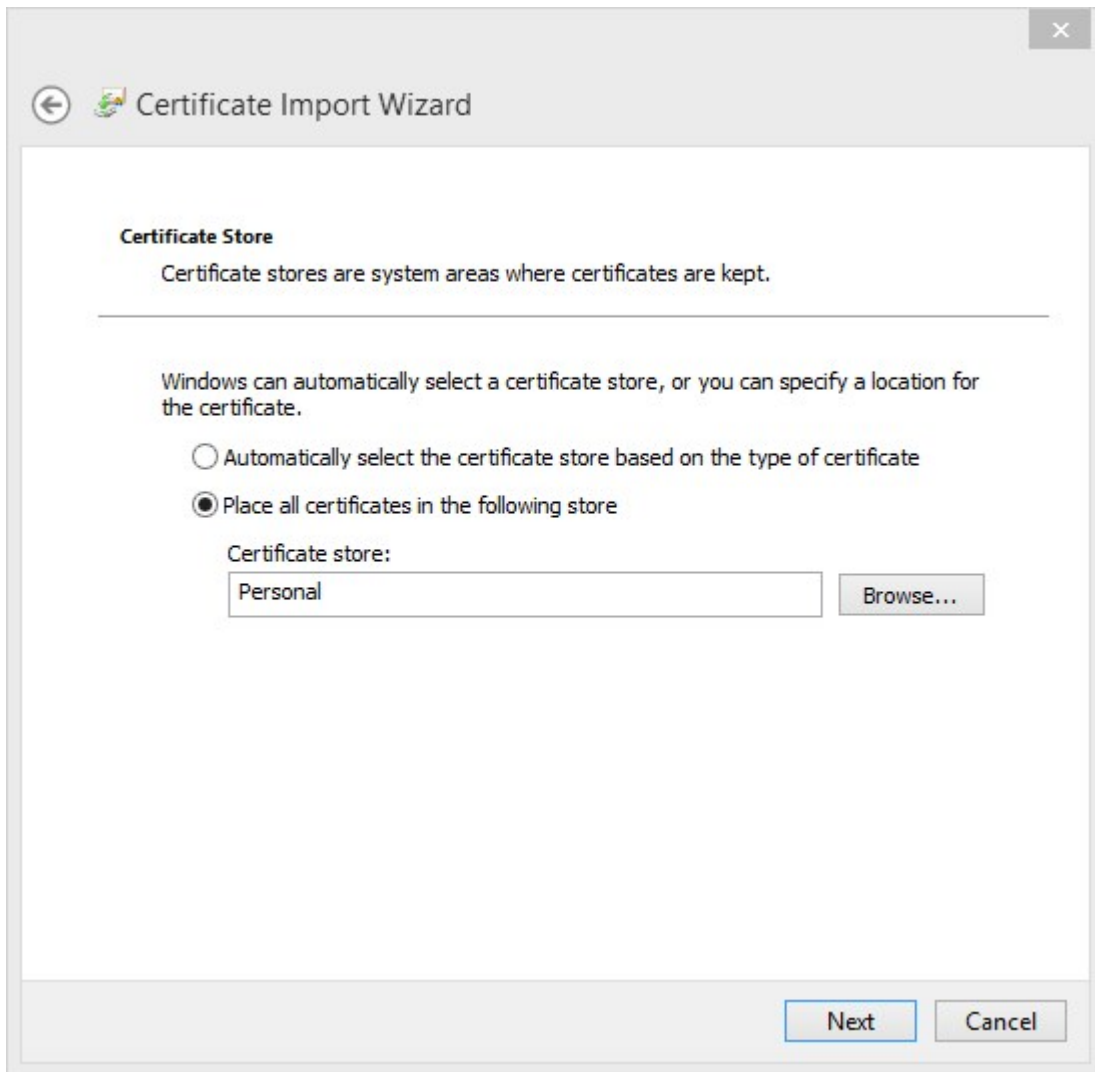 Certificate Import Wizard
Certificate Store
Certificate stores are system areas where certificates are kept.
Windows can automatically select a certificate store, or you can specify a location for
the certificate.
Automatically select the certificate store based on the type of certificate
Place all certificates in the following store
Certificate store:
Personal
Browse...
Next
Cancel